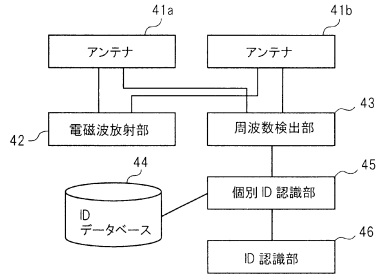 41a
41b
アンテナ
アンテナ
42
電磁波放射部
周波数検出部
43
44
ID
データベース
45
個別ID認識部
46
ID認識部